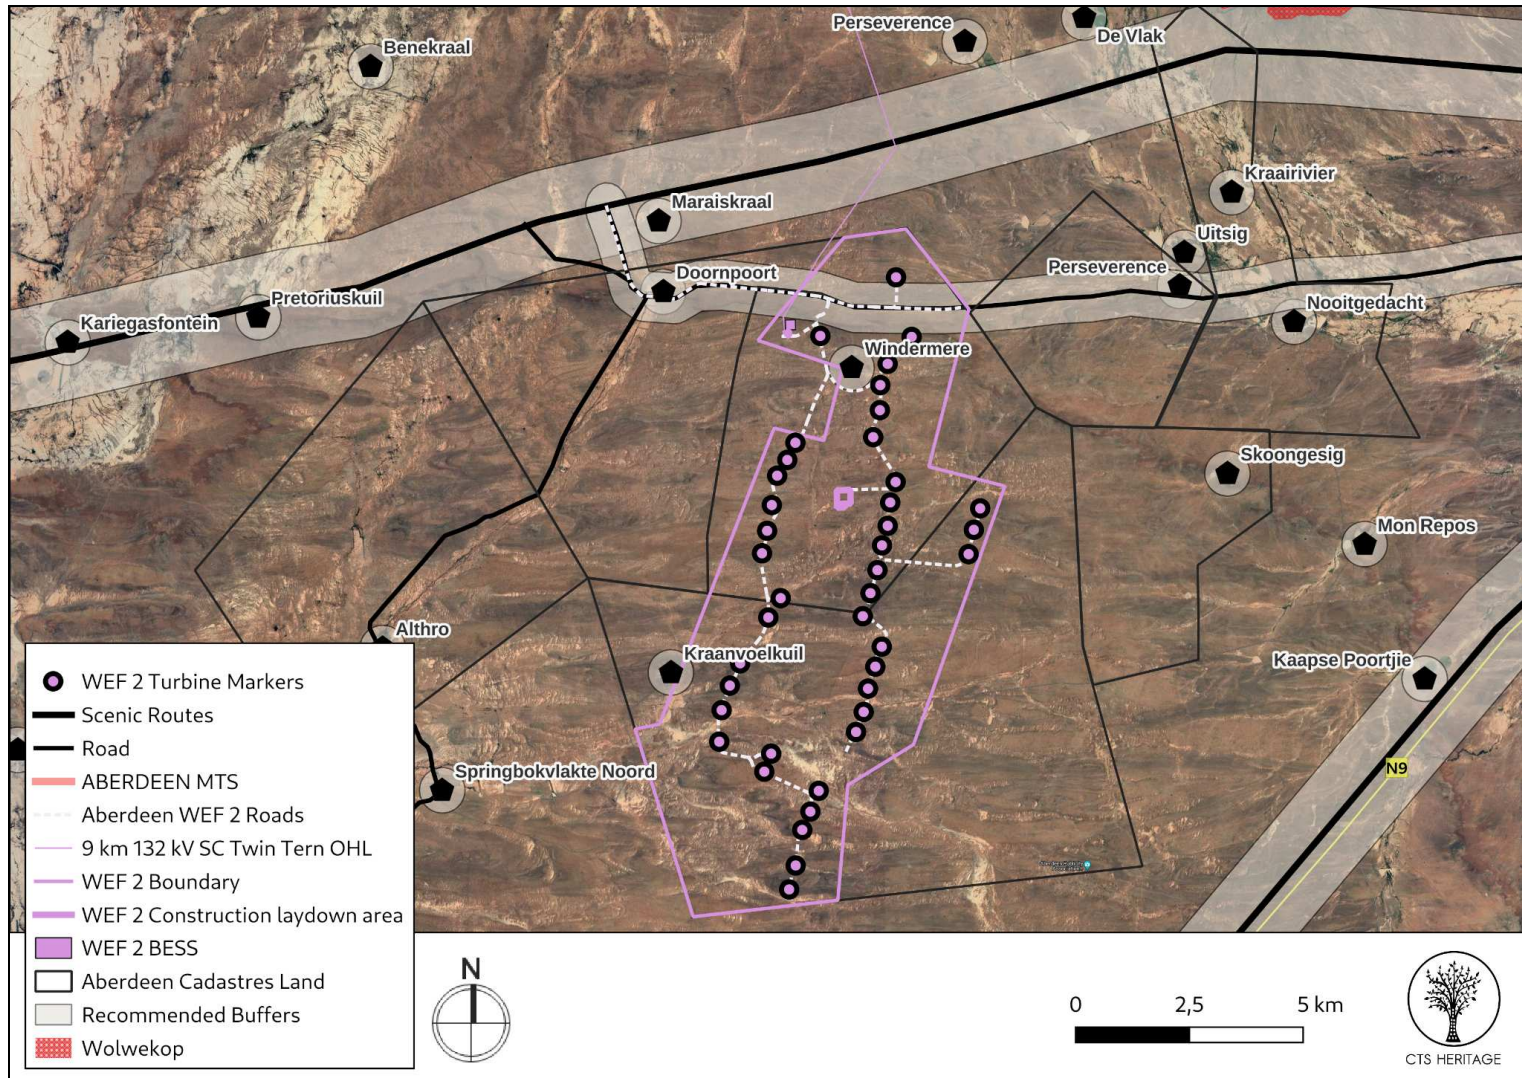 Perseverence
De Vlak
Benekraal
Kraairivier
Maraiskraal
Uitsig
Doornpoort
Perseverence
Pretoriuskuil
Nooitgedacht
Kariegasfontein
Windermere
Skoongesig
Mon Repos
Althro
Kraanvoelkuil
Kaapse Poortjie
Springbokvlakte Noord
N9
WEF 2 Turbine Markers
Scenic Routes
Road
ABERDEEN MTS
Aberdeen WEF 2 Roads
9 km 132 kV SC Twin Tern OHL
WEF 2 Boundary
WEF 2 Construction laydown area
WEF 2 BESS
Aberdeen Cadastres Land
Recommended Buffers
Wolwekop
N
0 2,5 5 km
CTS HERITAGE